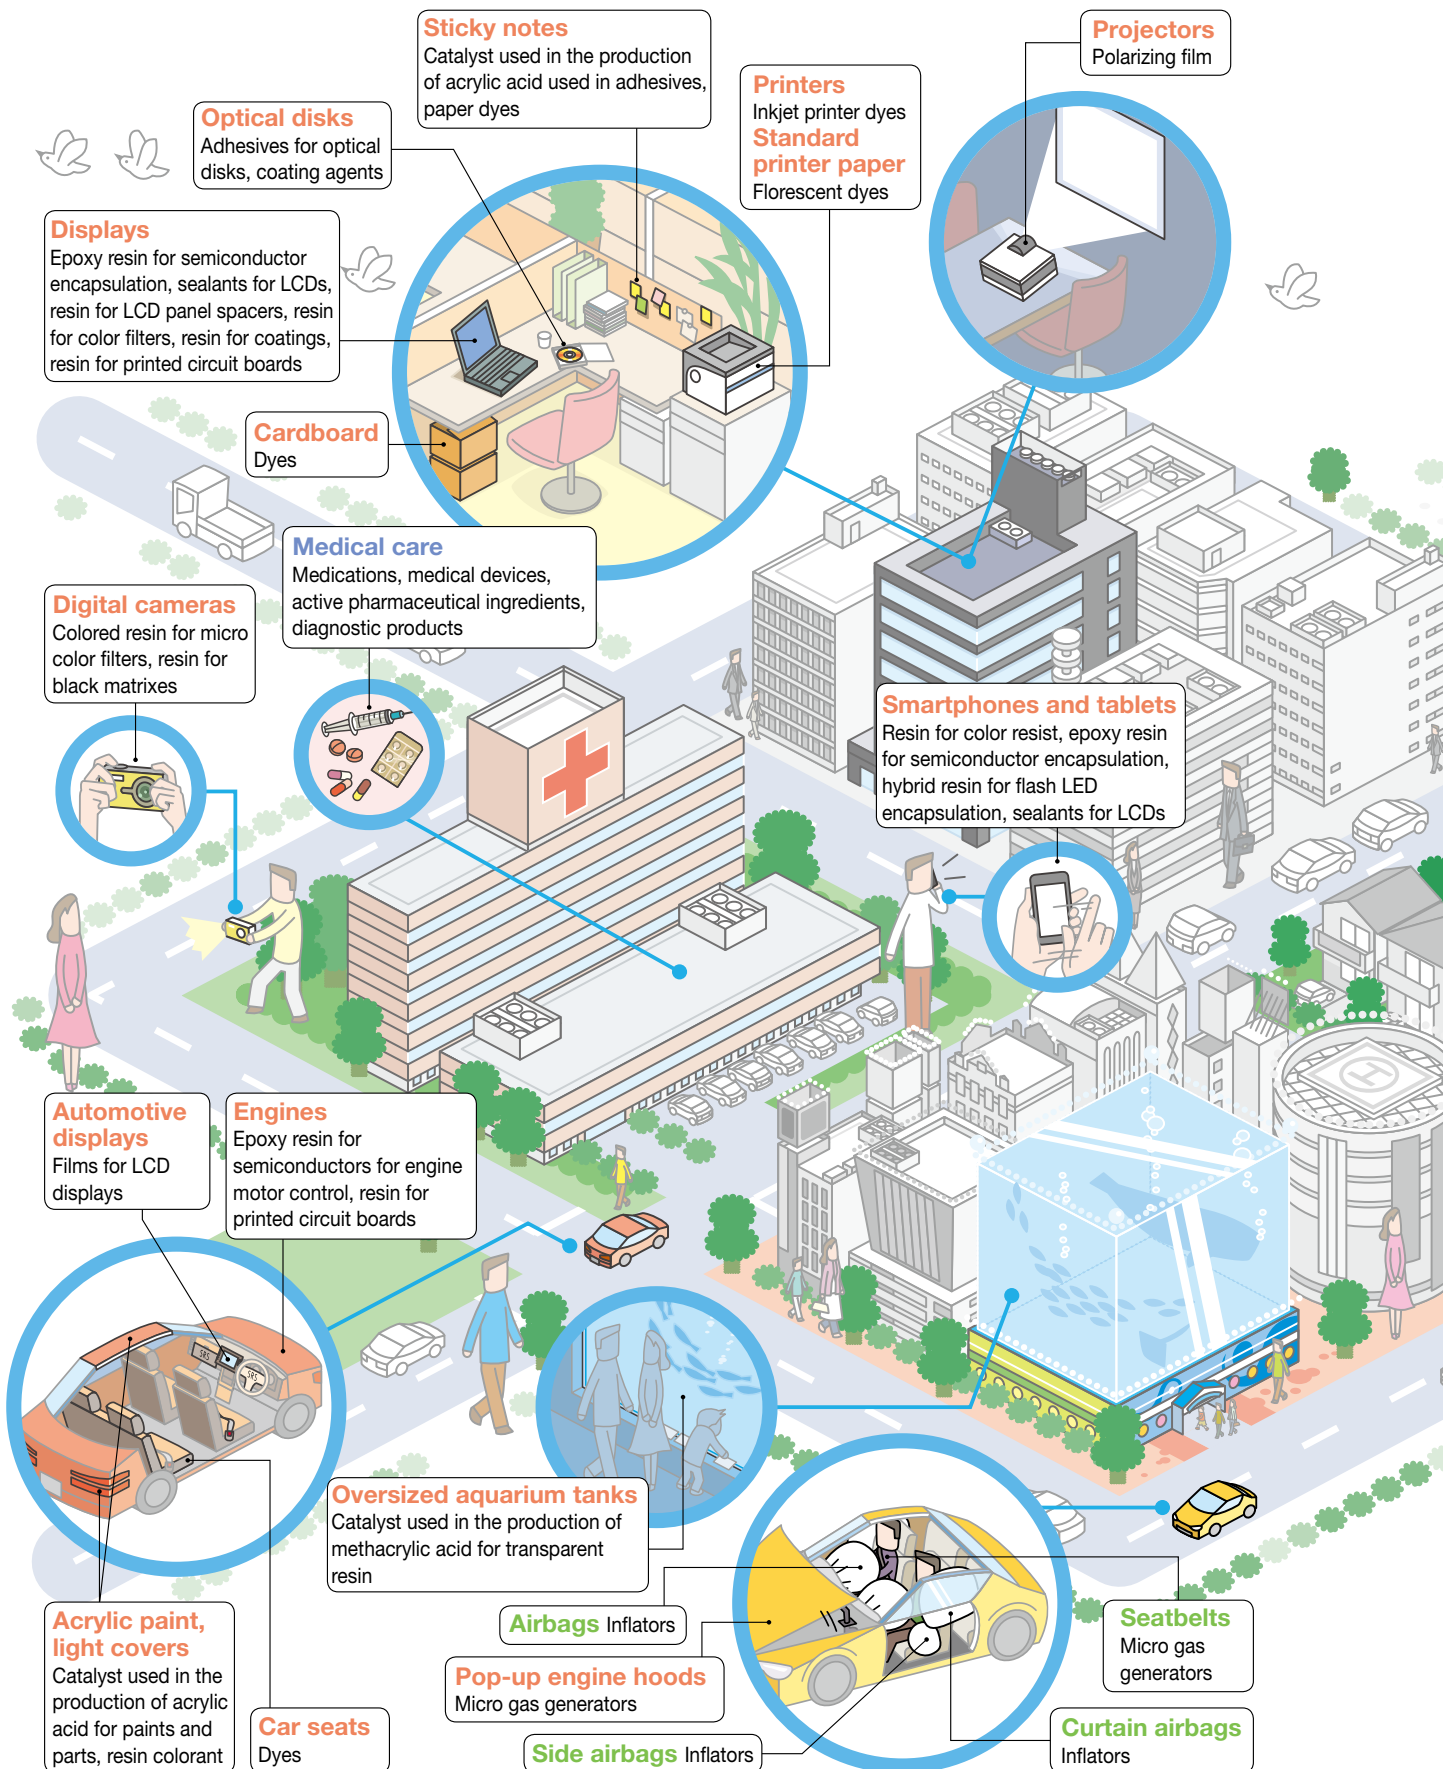 Sticky notes
Catalyst used in the production
of acrylic acid used in adhesives,
paper dyes
Projectors
Polarizing film
Printers
Inkjet printer dyes
Standard
printer paper
Florescent dyes
Optical disks
Adhesives for optical
disks, coating agents
Displays
Epoxy resin for semiconductor
encapsulation, sealants for LCDs,
resin for LCD panel spacers, resin
for color filters, resin for coatings,
resin for printed circuit boards
Cardboard
Dyes
Medical care
Medications, medical devices,
active pharmaceutical ingredients,
diagnostic products
Digital cameras
Colored resin for micro
color filters, resin for
black matrixes
Smartphones and tablets
Resin for color resist, epoxy resin
for semiconductor encapsulation,
hybrid resin for flash LED
encapsulation, sealants for LCDs
H
Automotive
displays
Films for LCD
displays
Engines
Epoxy resin for
semiconductors for engine
motor control, resin for
printed circuit boards
SRS
SRS
Oversized aquarium tanks
Catalyst used in the production of
methacrylic acid for transparent
resin
Airbags Inflators
Pop-up engine hoods
Micro gas generators
Side airbags Inflators
Seatbelts
Micro gas
generators
Curtain airbags
Inflators
Acrylic paint,
light covers
Catalyst used in the
production of acrylic
acid for paints and
parts, resin colorant
Car seats
Dyes